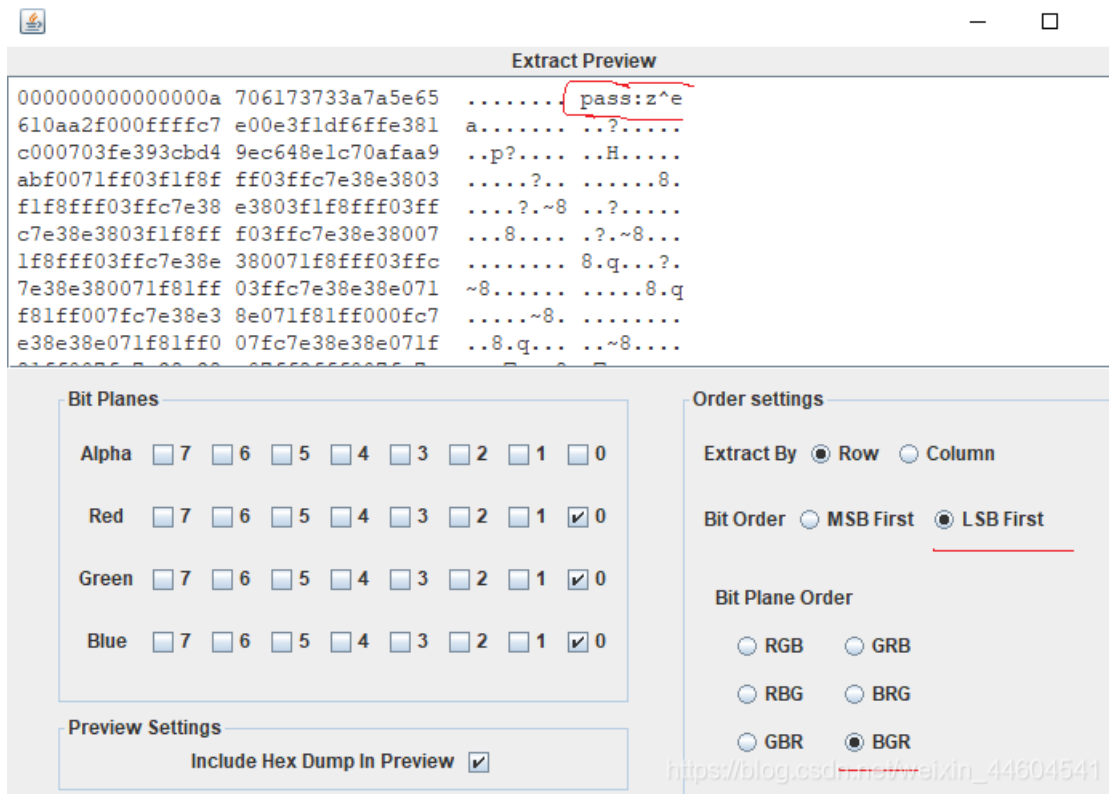 Extract Preview
000000000000000a 706173733a7a5e65 ........ pass:z^e
610aa2f000ffffc7 e00e3f1df6ffe381 a....... ..?.....
c000703fe393cbd4 9ec648e1c70afaa9 ..p?.... ..H.....
abf0071ff03f1f8f ff03ffc7e38e3803 .....?.. ......8.
f1f8fff03ffc7e38 e3803f1f8fff03ff ....?.~8 ..?.....
c7e38e3803f1f8ff f03ffc7e38e38007 ...8.... .?.~8...
1f8fff03ffc7e38e 380071f8fff03ffc ........ 8.q...?.
7e38e380071f81ff 03ffc7e38e38e071 ~8...... .....8.q
f81ff007fc7e38e3 8e071f81ff000fc7 .....~8. ........
e38e38e071f81ff0 07fc7e38e38e071f ..8.q... ..~8....
Bit Planes
Alpha 7 6 5 4 3 2 1 0
Red 7 6 5 4 3 2 1 0
Green 7 6 5 4 3 2 1 0
Blue 7 6 5 4 3 2 1 0
Preview Settings
Include Hex Dump In Preview
Order settings
Extract By Row Column
Bit Order MSB First LSB First
Bit Plane Order
RGB GRB
RBG BRG
GBR BGR
https://blog.csdn.net/weixin_44604541